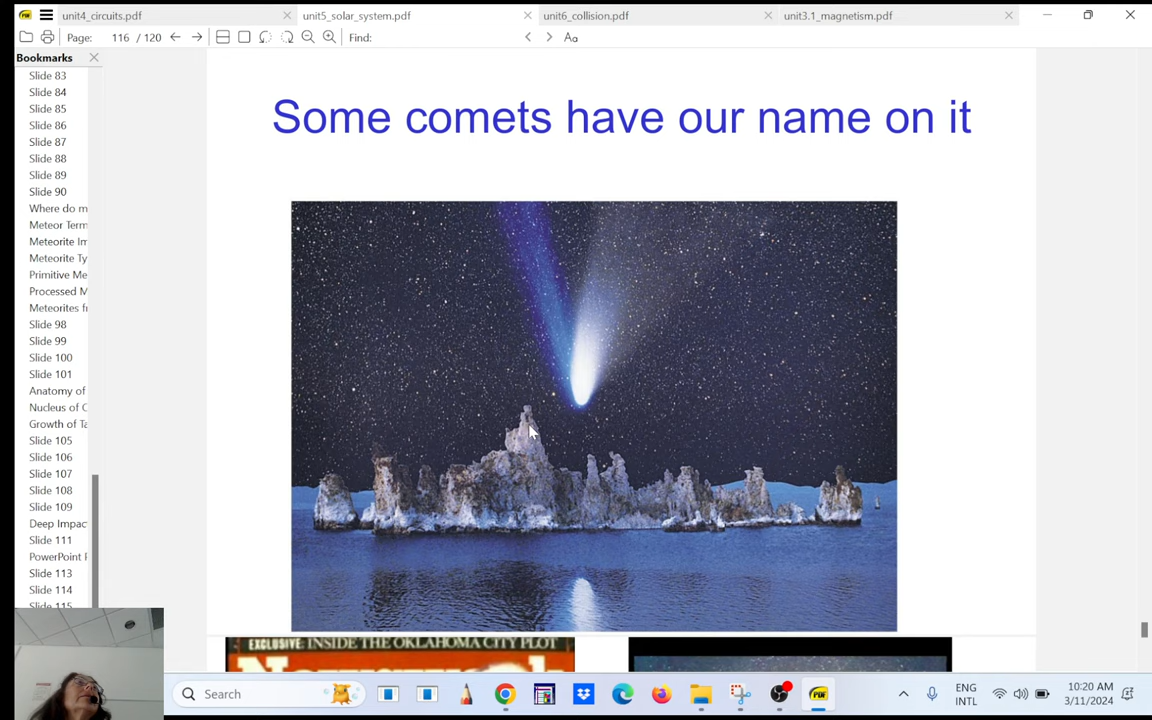 unit4_circuits.pdf
unit5_solar_system.pdf
unit6_collision.pdf
unit3.1_magnetism.pdf
Page: 116 / 120
Find:
Aa
Bookmarks
Slide 83
Slide 84
Slide 85
Slide 86
Slide 87
Slide 88
Slide 89
Slide 90
Where do m
Meteor Term
Meteorite Im
Meteorite Ty
Primitive Me
Processed M
Meteorites f
Slide 98
Slide 99
Slide 100
Slide 101
Anatomy of
Nucleus of C
Growth of Ta
Slide 105
Slide 106
Slide 107
Slide 108
Slide 109
Deep Impac
Slide 111
PowerPoint
Slide 113
Slide 114
Slide 115
Some comets have our name on it
EXCLUSIVE: INSIDE THE OKLAHOMA CITY PLOT
Search
PDF
ENG
INTL
10:20 AM
3/11/2024